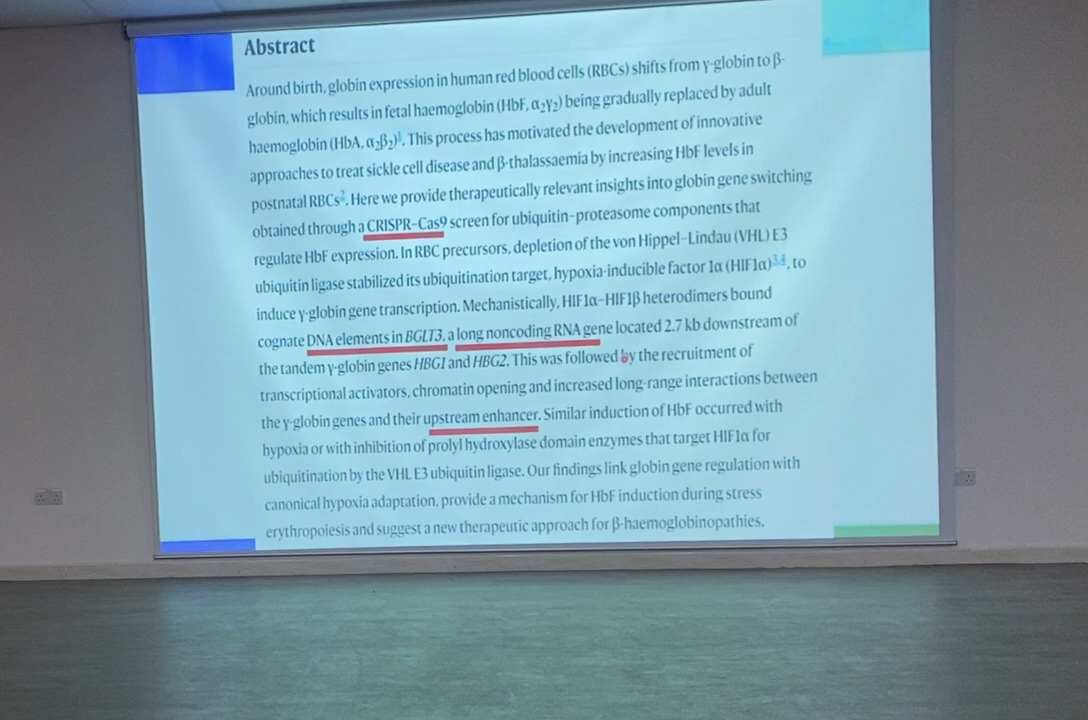 Abstract
Around birth, globin expression in human red blood cells (RBCs) shifts from γ-globin to β-
globin, which results in fetal haemoglobin (HbF, α₂γ₂) being gradually replaced by adult
haemoglobin (HbA, α₂β₂)¹. This process has motivated the development of innovative
approaches to treat sickle cell disease and β-thalassaemia by increasing HbF levels in
postnatal RBCs². Here we provide therapeutically relevant insights into globin gene switching
obtained through a CRISPR–Cas9 screen for ubiquitin–proteasome components that
regulate HbF expression. In RBC precursors, depletion of the von Hippel–Lindau (VHL) E3
ubiquitin ligase stabilized its ubiquitination target, hypoxia-inducible factor 1α (HIF1α)³,⁴, to
induce γ-globin gene transcription. Mechanistically, HIF1α–HIF1β heterodimers bound
cognate DNA elements in BGLT3, a long noncoding RNA gene located 2.7 kb downstream of
the tandem γ-globin genes HBG1 and HBG2. This was followed by the recruitment of
transcriptional activators, chromatin opening and increased long-range interactions between
the γ-globin genes and their upstream enhancer. Similar induction of HbF occurred with
hypoxia or with inhibition of prolyl hydroxylase domain enzymes that target HIF1α for
ubiquitination by the VHL E3 ubiquitin ligase. Our findings link globin gene regulation with
canonical hypoxia adaptation, provide a mechanism for HbF induction during stress
erythropoiesis and suggest a new therapeutic approach for β-haemoglobinopathies.